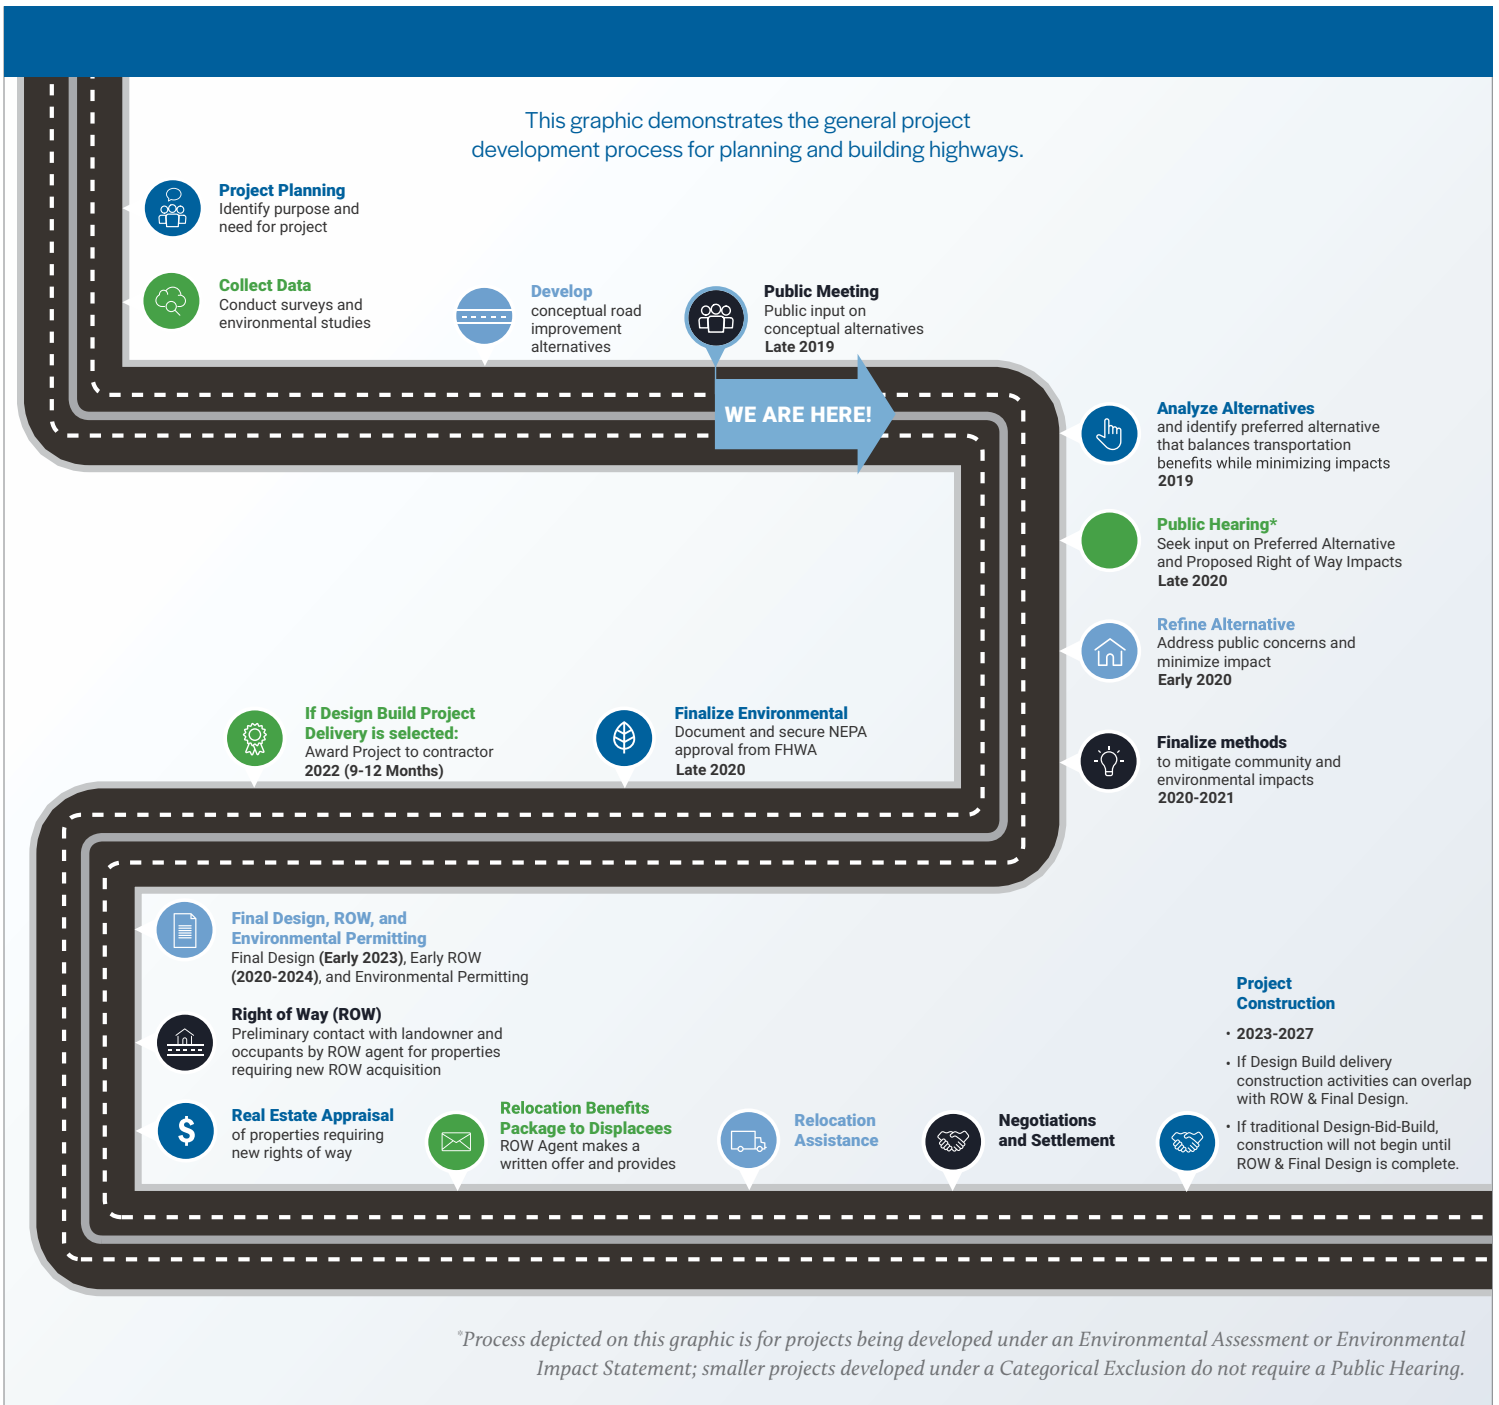 This graphic demonstrates the general project
development process for planning and building highways.
Project Planning
Identify purpose and
need for project
Collect Data
Conduct surveys and
environmental studies
Develop
conceptual road
improvement
alternatives
Public Meeting
Public input on
conceptual alternatives
Late 2019
WE ARE HERE!
Analyze Alternatives
and identify preferred alternative
that balances transportation
benefits while minimizing impacts
2019
Public Hearing*
Seek input on Preferred Alternative
and Proposed Right of Way Impacts
Late 2020
Refine Alternative
Address public concerns and
minimize impact
Early 2020
Finalize methods
to mitigate community and
environmental impacts
2020-2021
Finalize Environmental
Document and secure NEPA
approval from FHWA
Late 2020
If Design Build Project
Delivery is selected:
Award Project to contractor
2022 (9-12 Months)
Final Design, ROW, and
Environmental Permitting
Final Design (Early 2023), Early ROW
(2020-2024), and Environmental Permitting
Right of Way (ROW)
Preliminary contact with landowner and
occupants by ROW agent for properties
requiring new ROW acquisition
$
Real Estate Appraisal
of properties requiring
new rights of way
Relocation Benefits
Package to Displacees
ROW Agent makes a
written offer and provides
Relocation
Assistance
Negotiations
and Settlement
Project
Construction
• 2023-2027
• If Design Build delivery
construction activities can overlap
with ROW & Final Design.
• If traditional Design-Bid-Build,
construction will not begin until
ROW & Final Design is complete.
*Process depicted on this graphic is for projects being developed under an Environmental Assessment or Environmental
Impact Statement; smaller projects developed under a Categorical Exclusion do not require a Public Hearing.